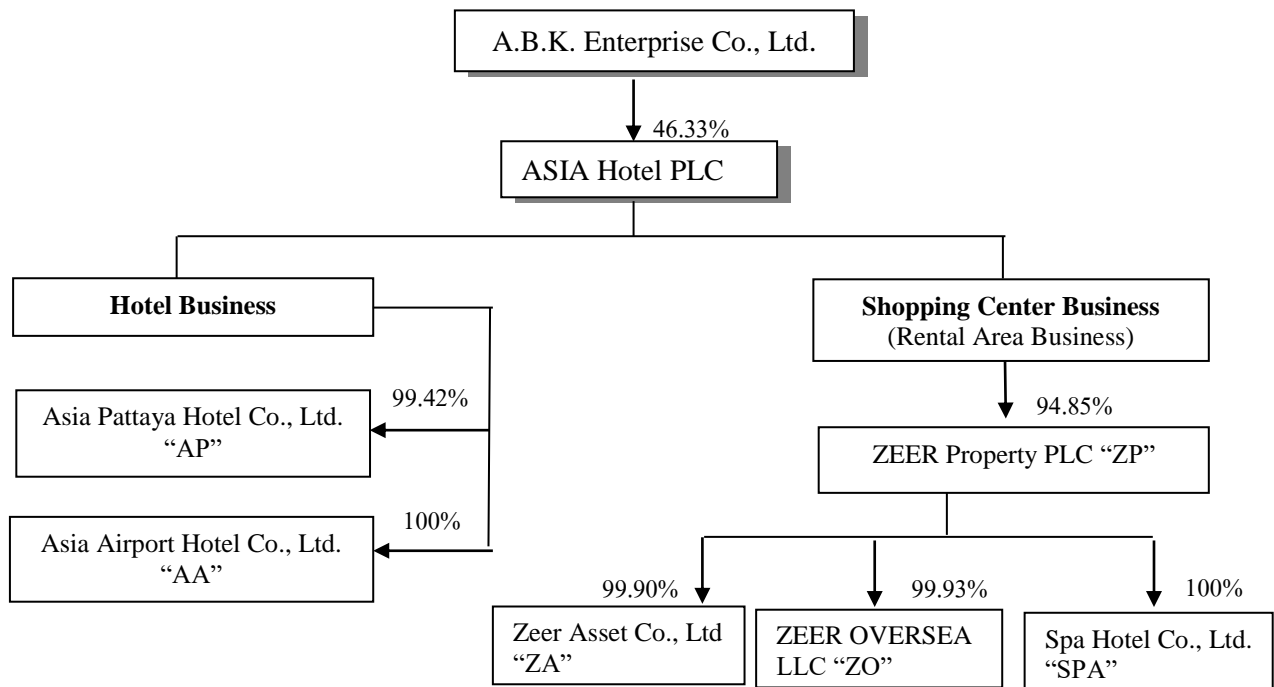 A.B.K. Enterprise Co., Ltd.
46.33%
ASIA Hotel PLC
Hotel Business
Shopping Center Business
(Rental Area Business)
99.42%
Asia Pattaya Hotel Co., Ltd.
“AP”
94.85%
ZEER Property PLC “ZP”
100%
Asia Airport Hotel Co., Ltd.
“AA”
99.90%
99.93%
100%
Zeer Asset Co., Ltd
“ZA”
ZEER OVERSEA
LLC “ZO”
Spa Hotel Co., Ltd.
“SPA”